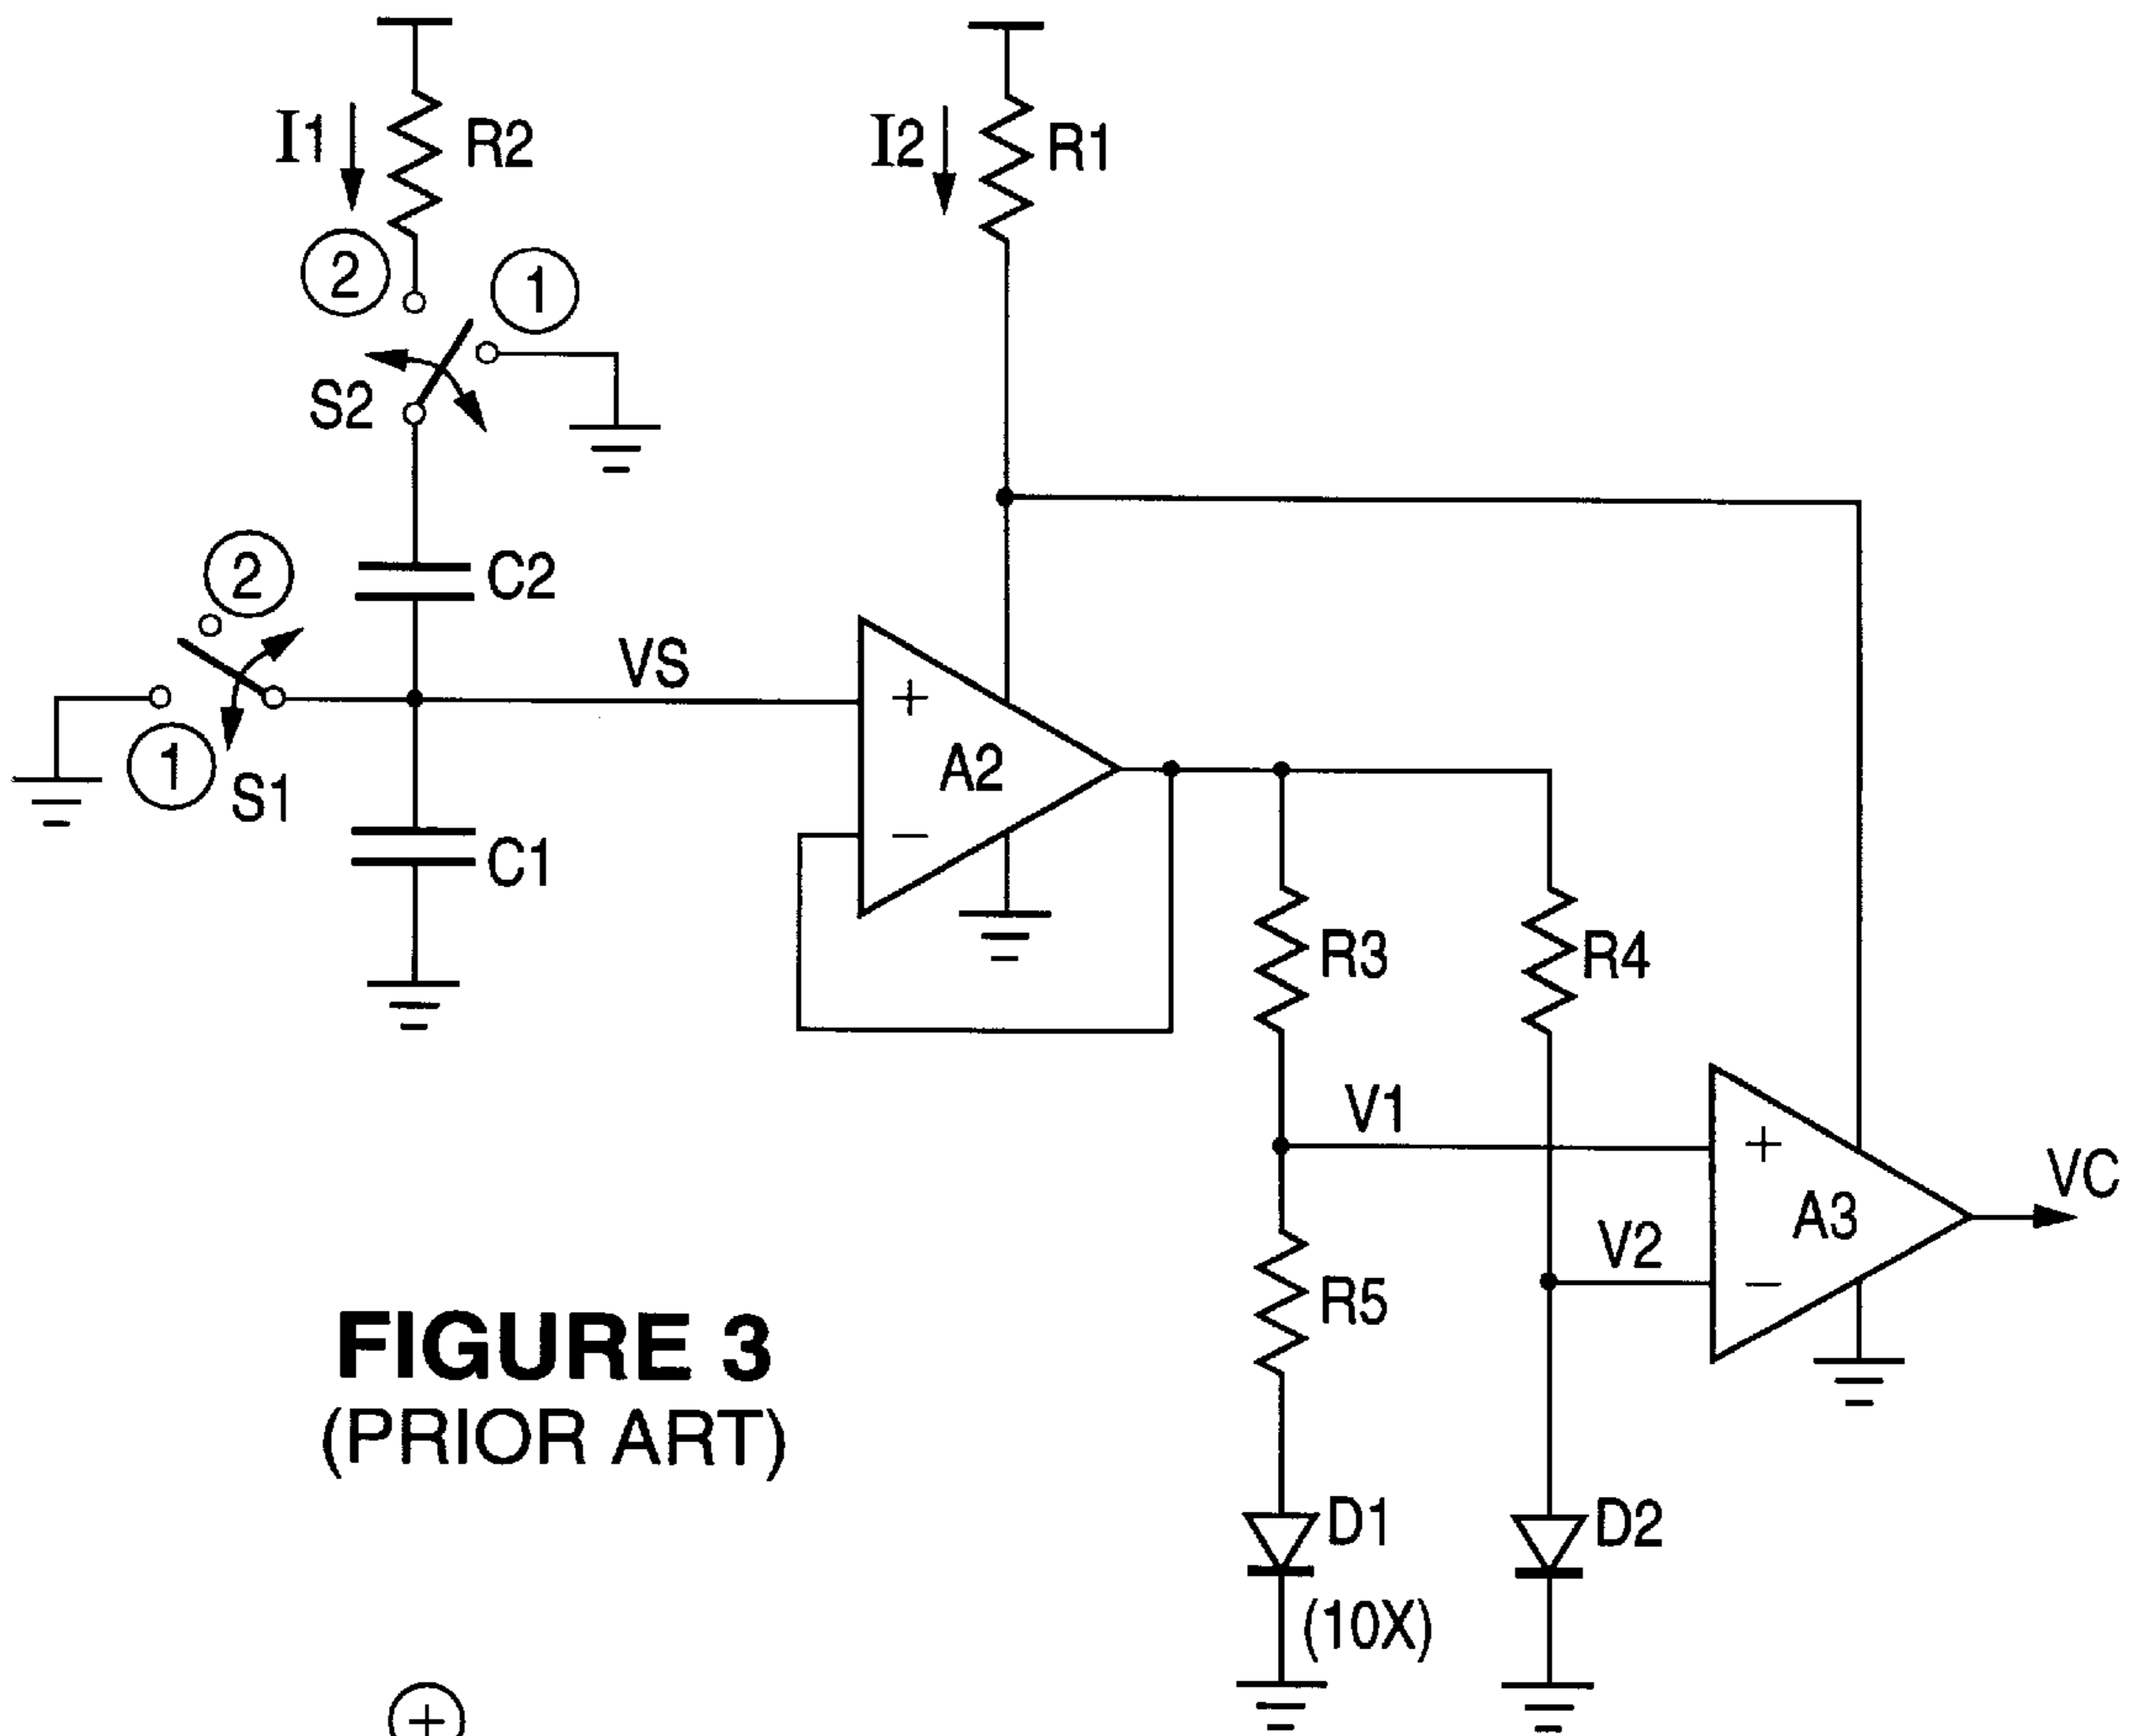 I1
R2
I2
R1
2
1
S2
C2
2
VS
+
A2
−
1
S1
C1
R3
R4
V1
+
A3
VC
V2
−
R5
FIGURE 3
(PRIOR ART)
D1
(10X)
D2
+